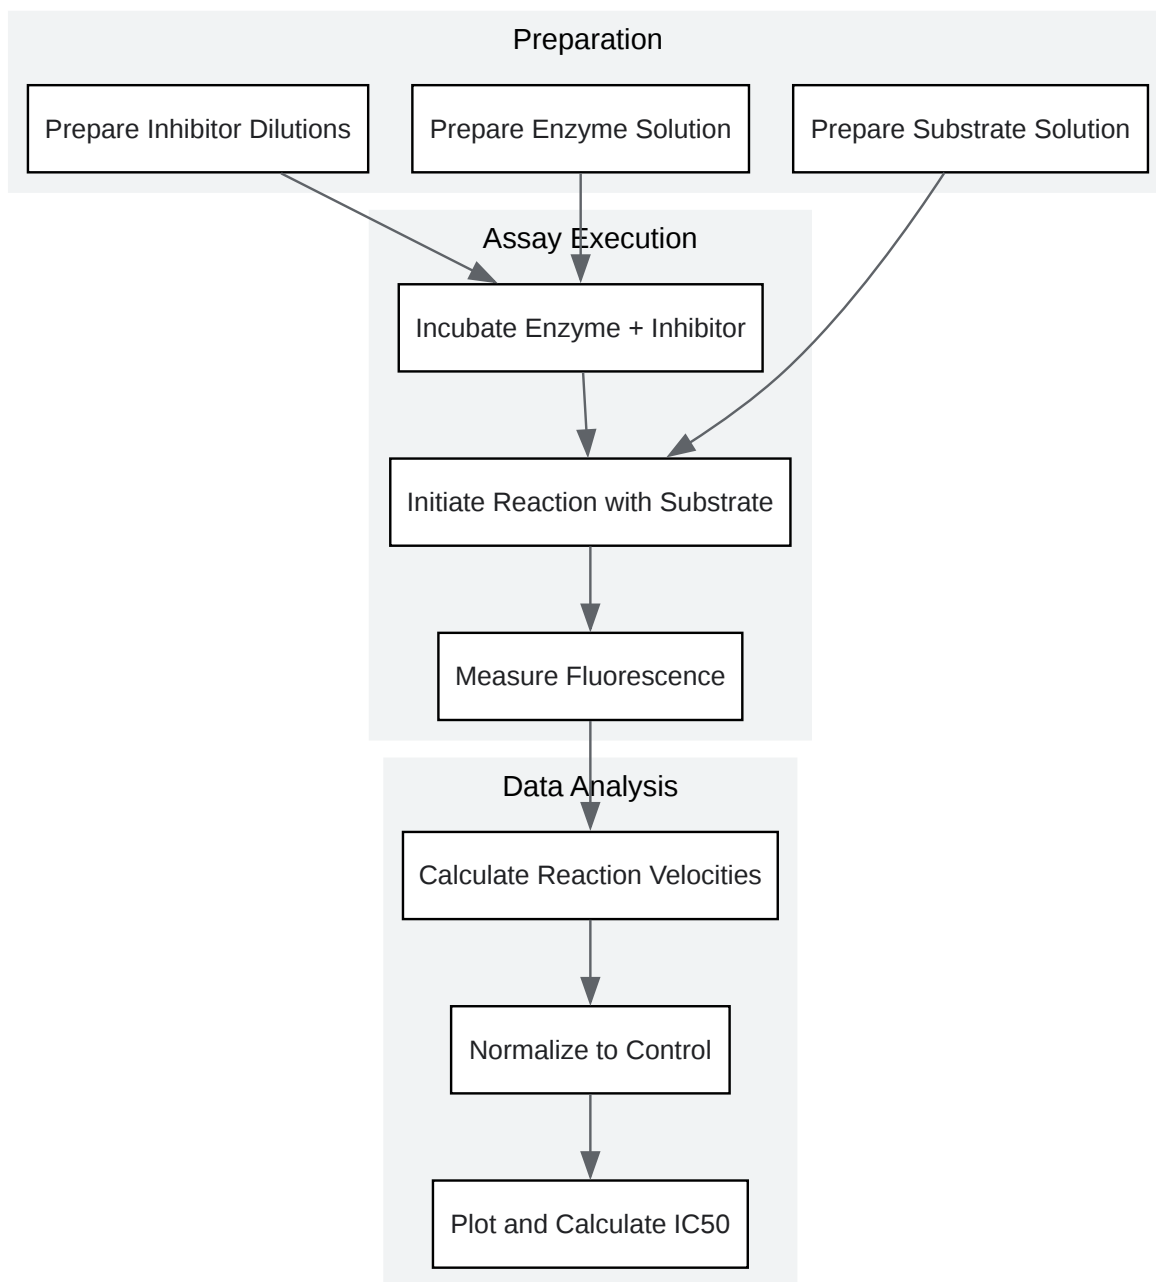 Preparation
Prepare Inhibitor Dilutions
Prepare Enzyme Solution
Prepare Substrate Solution
Assay Execution
Incubate Enzyme + Inhibitor
Initiate Reaction with Substrate
Measure Fluorescence
Data Analysis
Calculate Reaction Velocities
Normalize to Control
Plot and Calculate IC50